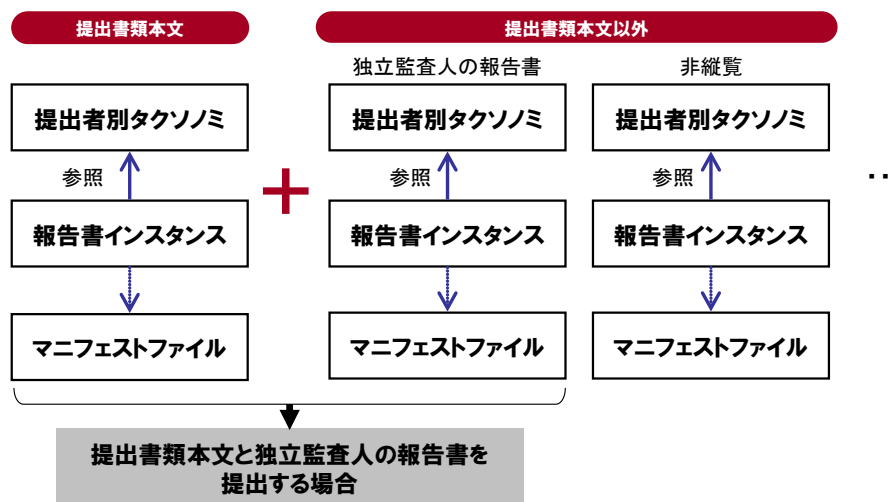 提出書類本文
提出書類本文以外
独立監査人の報告書
非縦覧
提出者別タクソノミ
提出者別タクソノミ
提出者別タクソノミ
参照
参照
参照
‥
報告書インスタンス
報告書インスタンス
報告書インスタンス
マニフェストファイル
マニフェストファイル
マニフェストファイル
提出書類本文と独立監査人の報告書を
提出する場合